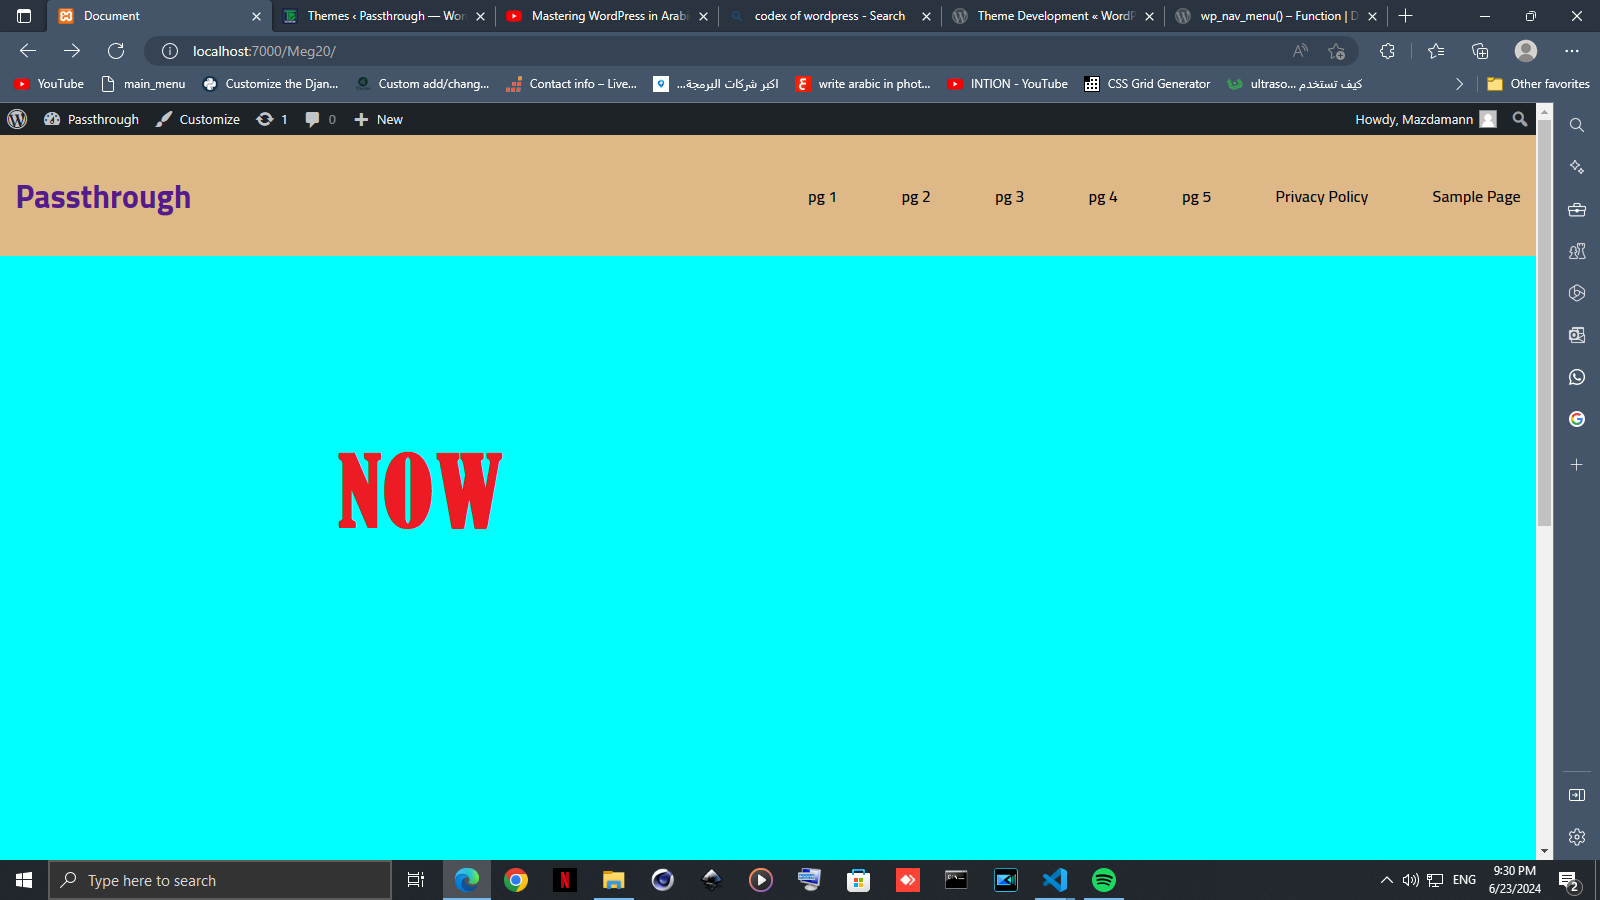 Document
Themes ‹ Passthrough — Wor
Mastering WordPress in Arabi
codex of wordpress - Search
Theme Development « WordP
wp_nav_menu() – Function | D
localhost:7000/Meg20/
YouTube
main_menu
Customize the Djan...
Custom add/chang...
Contact info – Live...
اكبر شركات البرمجة...
write arabic in phot...
INTION - YouTube
CSS Grid Generator
كيف تستخدم ...ultraso
Other favorites
Passthrough
Customize
1
0
New
Howdy, Mazdamann
Passthrough
pg 1
pg 2
pg 3
pg 4
pg 5
Privacy Policy
Sample Page
NOW
Type here to search
ENG
9:30 PM
6/23/2024
2